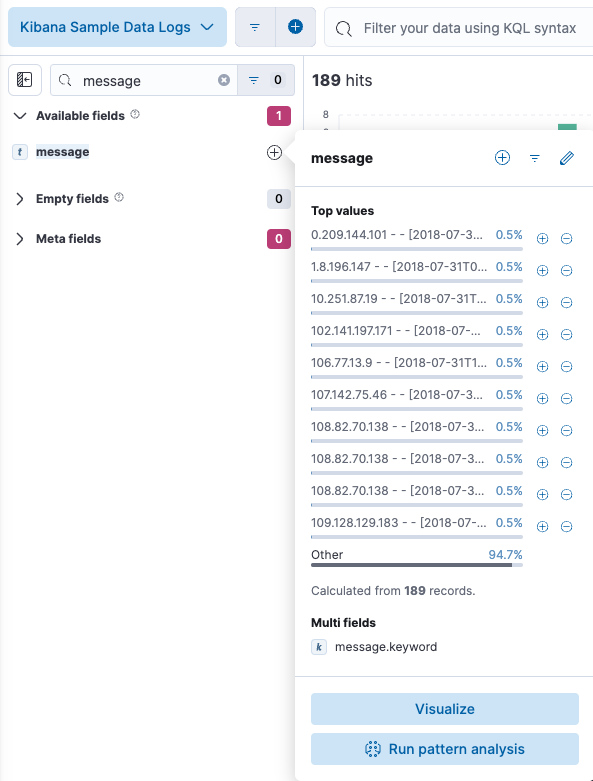 Kibana Sample Data Logs
Filter your data using KQL syntax
message
0
189 hits
Available fields
1
8
t message
Empty fields
0
Meta fields
0
message
Top values
0.209.144.101 - - [2018-07-3... 0.5%
1.8.196.147 - - [2018-07-31T0... 0.5%
10.251.87.19 - - [2018-07-31T... 0.5%
102.141.197.171 - - [2018-07-... 0.5%
106.77.13.9 - - [2018-07-31T1... 0.5%
107.142.75.46 - - [2018-07-3... 0.5%
108.82.70.138 - - [2018-07-3... 0.5%
108.82.70.138 - - [2018-07-3... 0.5%
108.82.70.138 - - [2018-07-3... 0.5%
109.128.129.183 - - [2018-07-... 0.5%
Other 94.7%
Calculated from 189 records.
Multi fields
k message.keyword
Visualize
Run pattern analysis